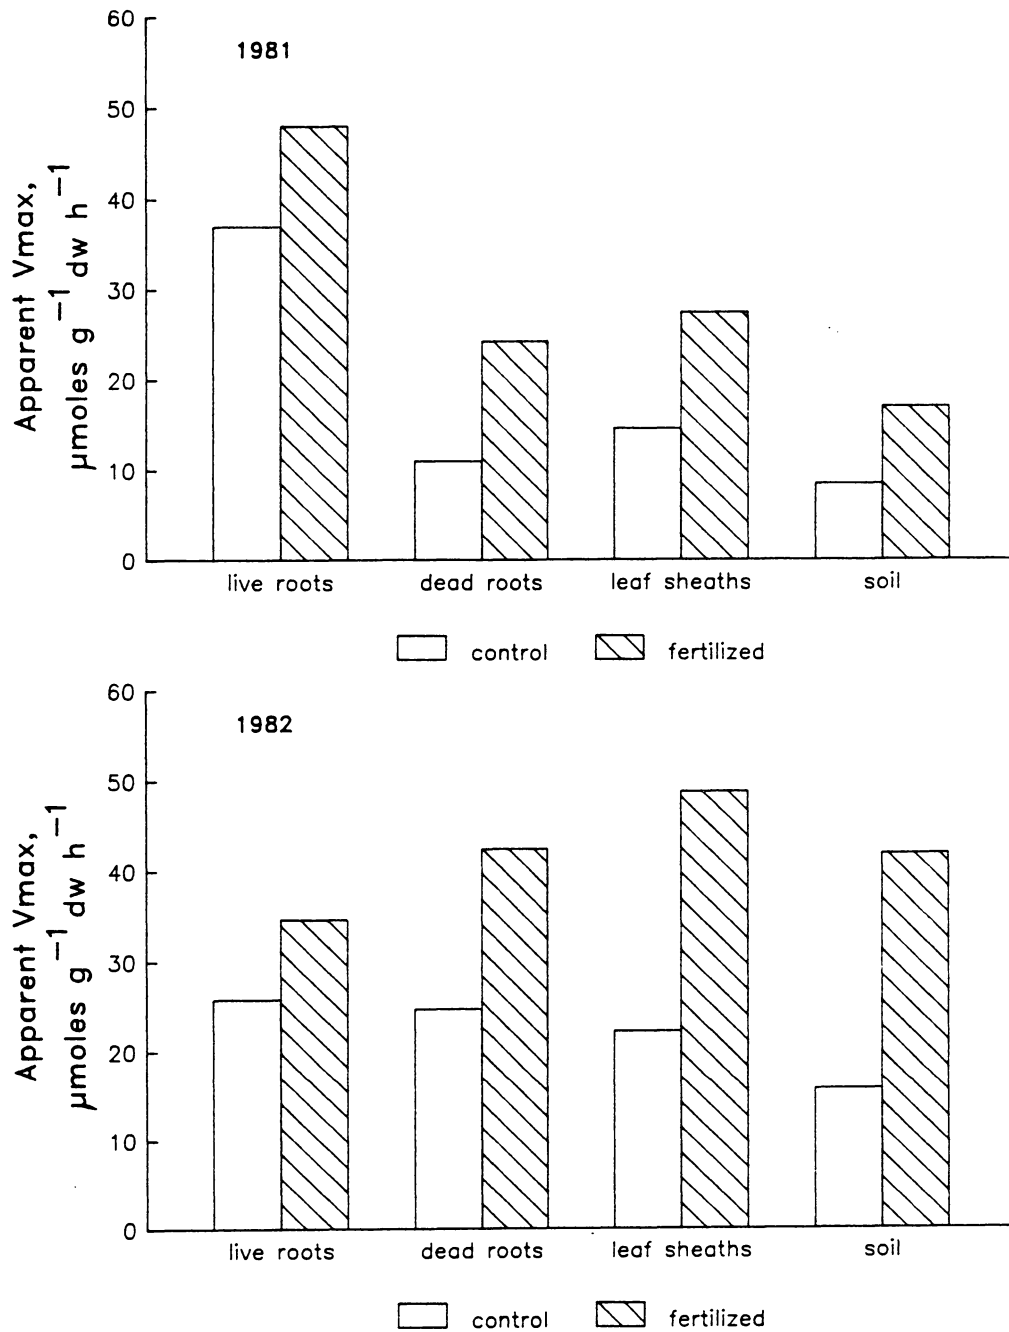 60
1981
50
40
30
20
10
0
Apparent Vmax,
μmoles g⁻¹ dw h⁻¹
live roots dead roots leaf sheaths soil
control fertilized
60
1982
50
40
30
20
10
0
Apparent Vmax,
μmoles g⁻¹ dw h⁻¹
live roots dead roots leaf sheaths soil
control fertilized